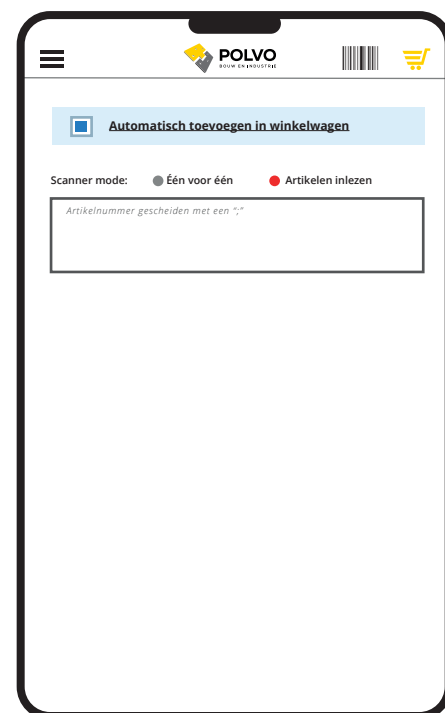 POLVO
BOUW EN INDUSTRIE
Automatisch toevoegen in winkelwagen
Scanner mode: Één voor één Artikelen inlezen
Artikelnummer gescheiden met een “;”